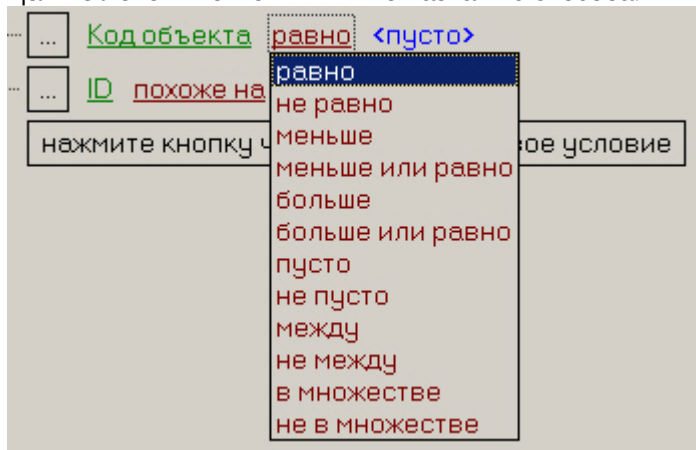 ... Код объекта равно <пусто>
равно
... ID похоже на
не равно
нажмите кнопку ое условие
меньше
меньше или равно
больше
больше или равно
пусто
не пусто
между
не между
в множестве
не в множестве